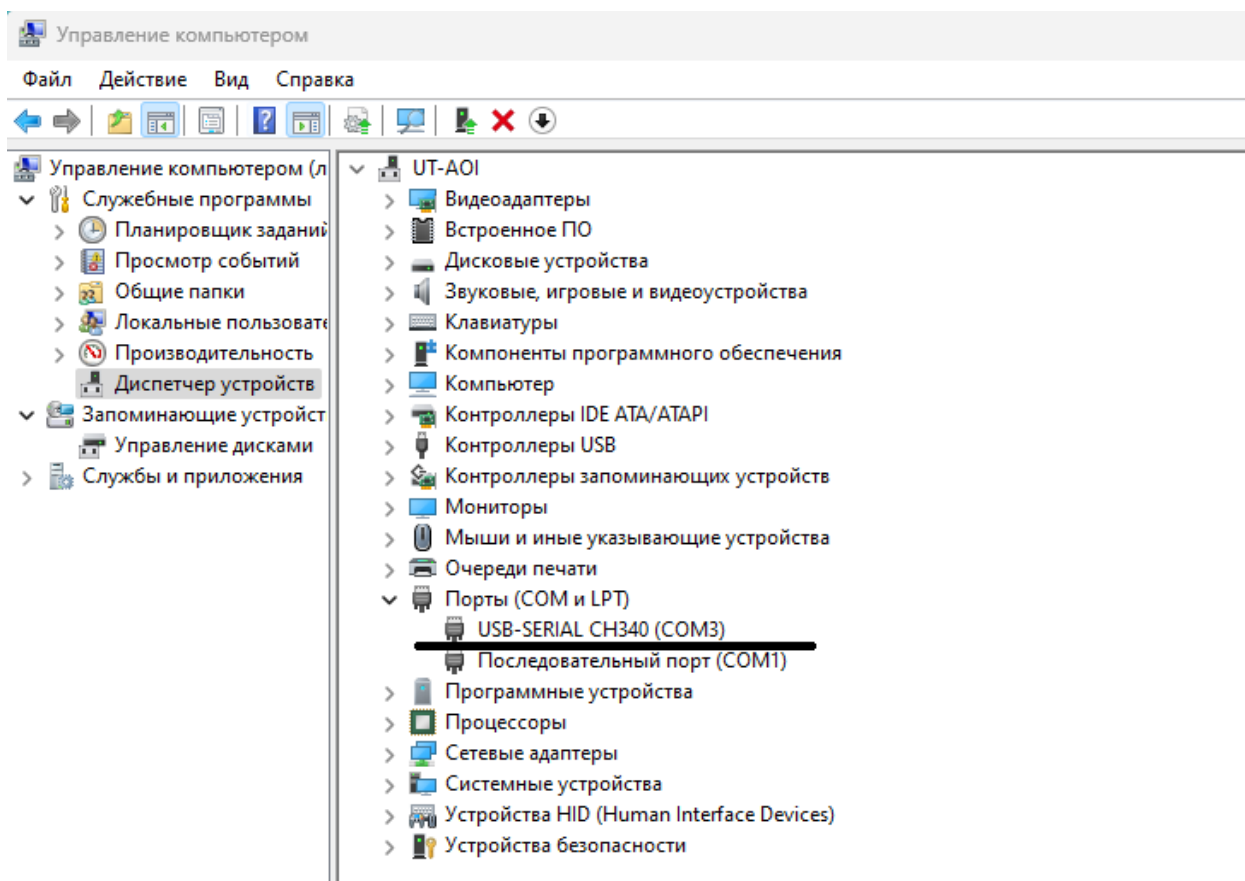 Управление компьютером
Файл Действие Вид Справка
Управление компьютером (л
Служебные программы
Планировщик заданий
Просмотр событий
Общие папки
Локальные пользовате
Производительность
Диспетчер устройств
Запоминающие устройст
Управление дисками
Службы и приложения
UT-AOI
Видеоадаптеры
Встроенное ПО
Дисковые устройства
Звуковые, игровые и видеоустройства
Клавиатуры
Компоненты программного обеспечения
Компьютер
Контроллеры IDE ATA/ATAPI
Контроллеры USB
Контроллеры запоминающих устройств
Мониторы
Мыши и иные указывающие устройства
Очереди печати
Порты (COM и LPT)
USB-SERIAL CH340 (COM3)
Последовательный порт (COM1)
Программные устройства
Процессоры
Сетевые адаптеры
Системные устройства
Устройства HID (Human Interface Devices)
Устройства безопасности